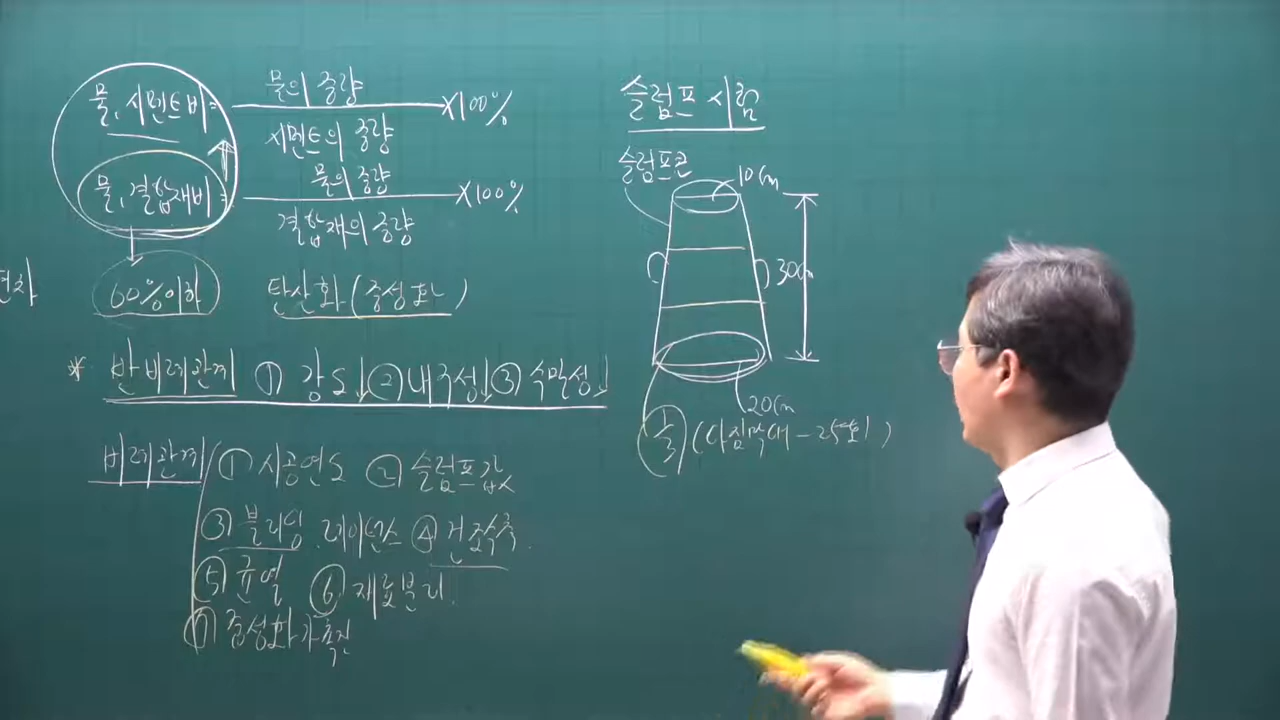 물의 중량
물, 시멘트비= ×100%
시멘트의 중량
물의 중량
물, 결합재비= ×100%
결합재의 중량
60%이하
탄산화 (중성화)
편차
* 반비례관계 ① 강도↓ ② 내구성↓ ③ 수밀성↓
비례관계 ① 시공연도 ② 슬럼프값
③ 블리딩, 레이턴스 ④ 건조수축
⑤ 균열 ⑥ 재료분리
⑦ 중성화가 촉진
슬럼프 시험
슬럼프콘
10cm
30cm
20cm
(다짐막대-25회)